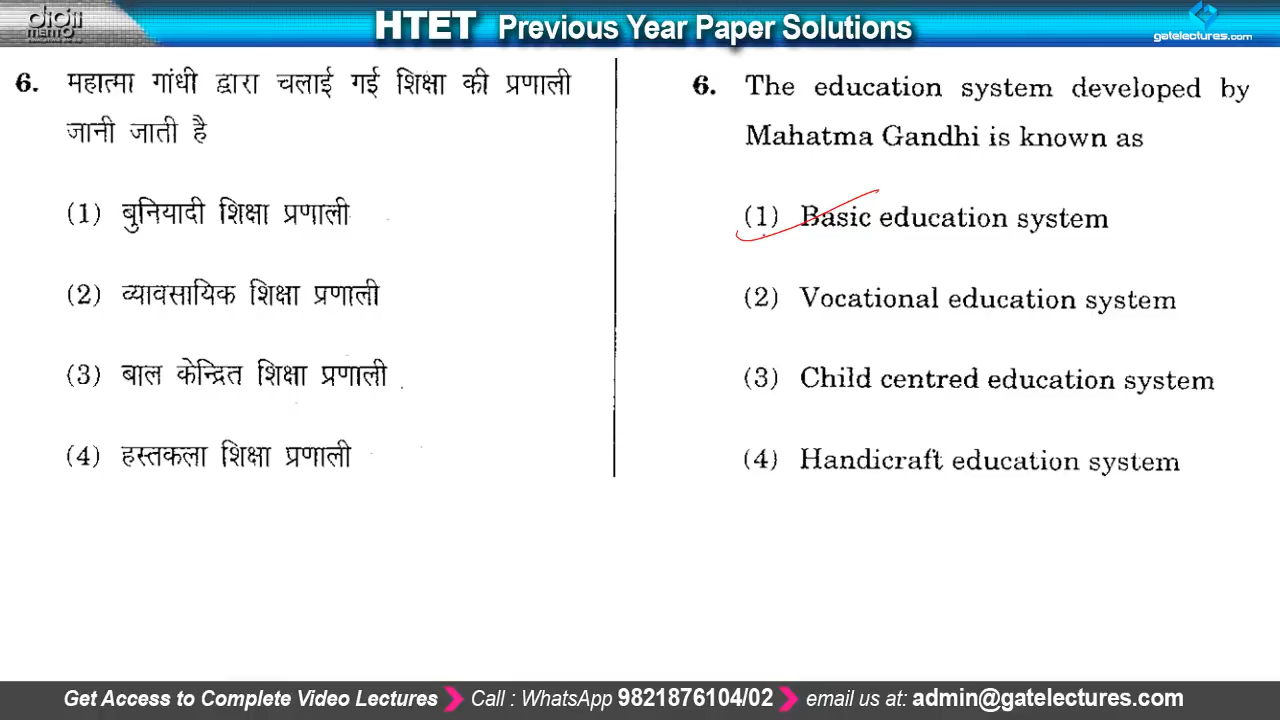 digii
MENTO
HTET Previous Year Paper Solutions
gatelectures.com
6. महात्मा गांधी द्वारा चलाई गई शिक्षा की प्रणाली
जानी जाती है
(1) बुनियादी शिक्षा प्रणाली
(2) व्यावसायिक शिक्षा प्रणाली
(3) बाल केन्द्रित शिक्षा प्रणाली
(4) हस्तकला शिक्षा प्रणाली
6. The education system developed by
Mahatma Gandhi is known as
(1) Basic education system
(2) Vocational education system
(3) Child centred education system
(4) Handicraft education system
Get Access to Complete Video Lectures Call : WhatsApp 9821876104/02 email us at: admin@gatelectures.com